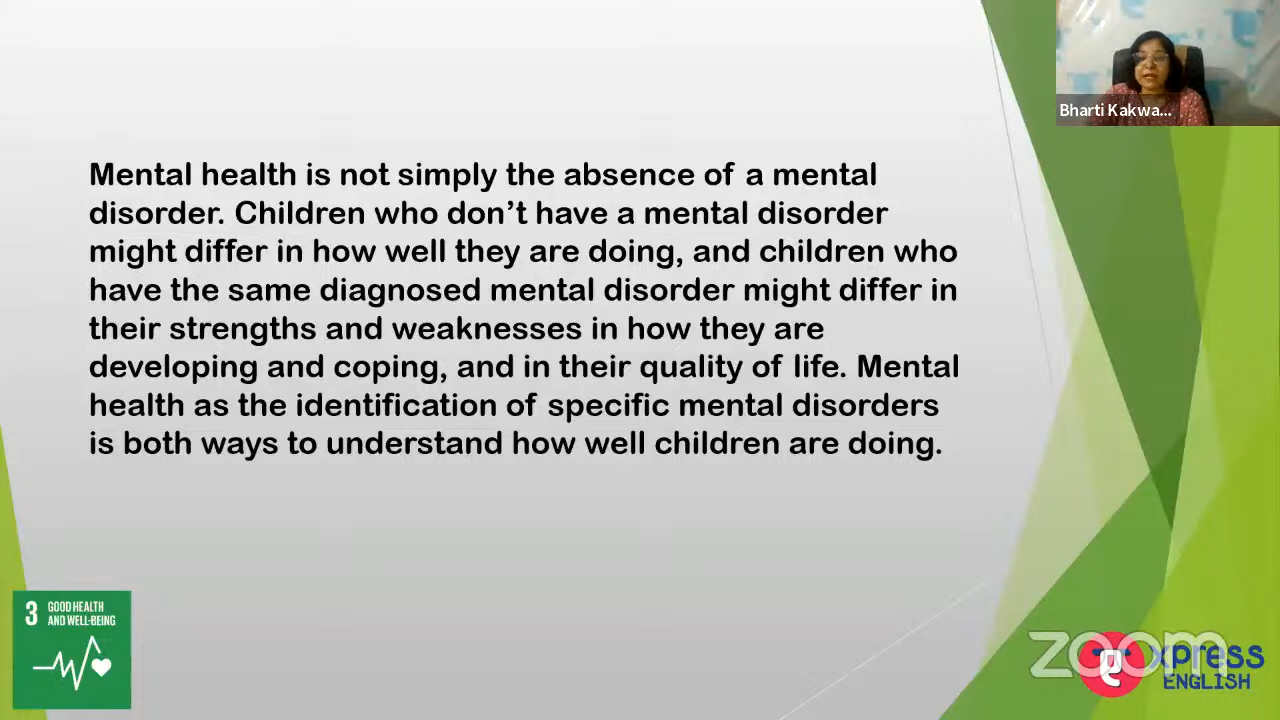 Bharti Kakwa...
Mental health is not simply the absence of a mental
disorder. Children who don’t have a mental disorder
might differ in how well they are doing, and children who
have the same diagnosed mental disorder might differ in
their strengths and weaknesses in how they are
developing and coping, and in their quality of life. Mental
health as the identification of specific mental disorders
is both ways to understand how well children are doing.
3 GOOD HEALTH
AND WELL-BEING
zoom
xpress
ENGLISH